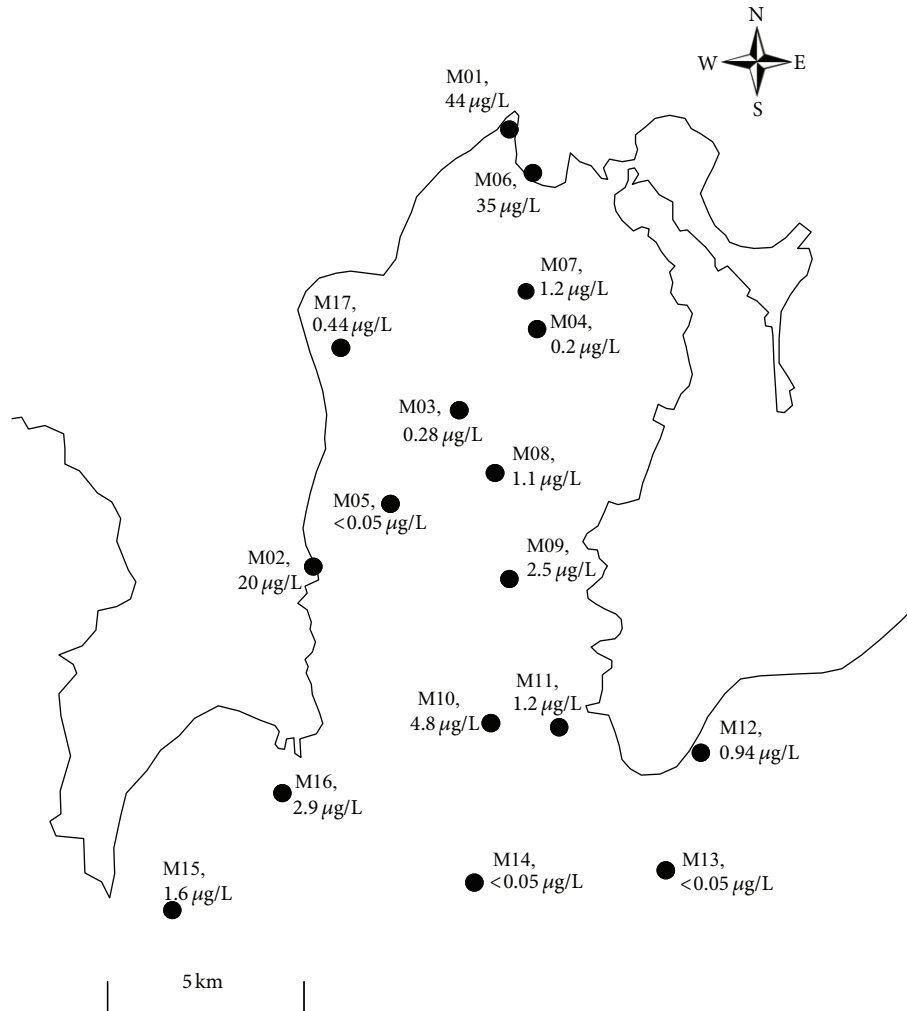 N
W E
S
M01,
44 µg/L
M06,
35 µg/L
M07,
1.2 µg/L
M17,
0.44 µg/L
M04,
0.2 µg/L
M03,
0.28 µg/L
M08,
1.1 µg/L
M05,
<0.05 µg/L
M02,
20 µg/L
M09,
2.5 µg/L
M11,
1.2 µg/L
M10,
4.8 µg/L
M12,
0.94 µg/L
M16,
2.9 µg/L
M15,
1.6 µg/L
M14,
<0.05 µg/L
M13,
<0.05 µg/L
5 km